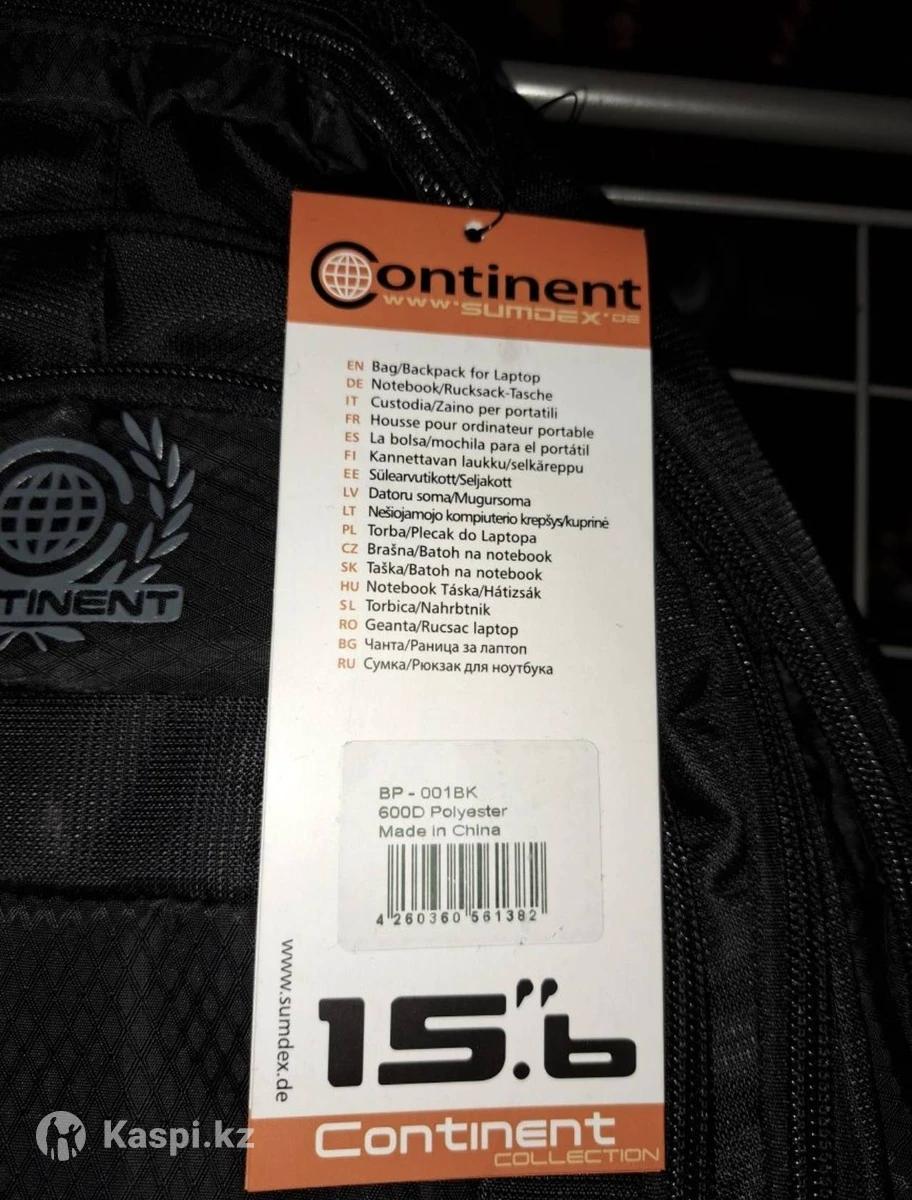 Continent
www.SUMDEX.DE
EN Bag/Backpack for Laptop
DE Notebook/Rucksack-Tasche
IT Custodia/Zaino per portatili
FR Housse pour ordinateur portable
ES La bolsa/mochila para el portátil
FI Kannettavan laukku/selkäreppu
EE Sülearvutikott/Seljakott
LV Datoru soma/Mugursoma
LT Nešiojamojo kompiuterio krepšys/kuprinė
PL Torba/Plecak do Laptopa
CZ Brašna/Batoh na notebook
SK Taška/Batoh na notebook
HU Notebook Táska/Hátizsák
SL Torbica/Nahrbtnik
RO Geanta/Rucsac laptop
BG Чанта/Раница за лаптоп
RU Сумка/Рюкзак для ноутбука
TINENT
BP - 001BK
600D Polyester
Made in China
4 260360 561382
www.sumdex.de
15.6"
Continent
COLLECTION
Kaspi.kz